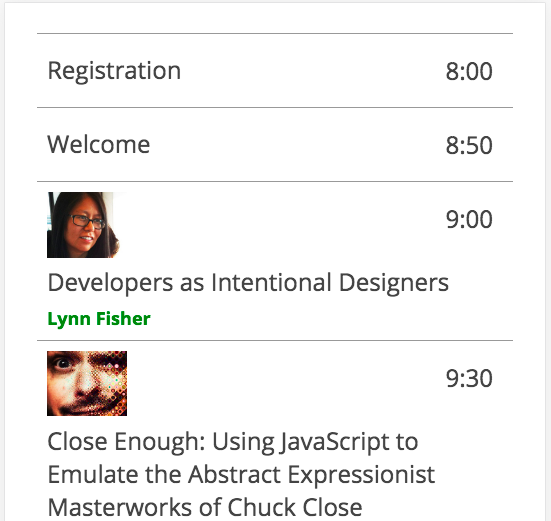 Registration 8:00
Welcome 8:50
9:00
Developers as Intentional Designers
Lynn Fisher
9:30
Close Enough: Using JavaScript to
Emulate the Abstract Expressionist
Masterworks of Chuck Close